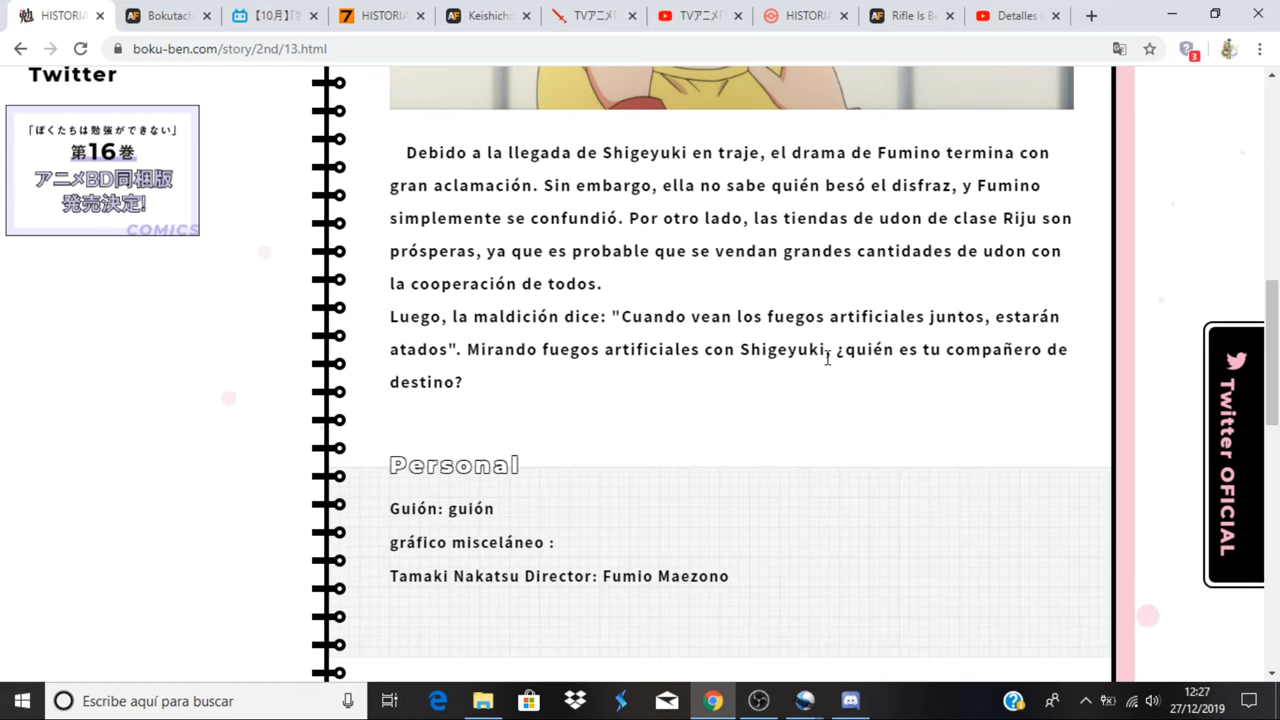 HISTORIA
Bokutach
【10月】『
HISTORIA
Keishicho
TVアニメ『
TVアニメ『
HISTORIA
Rifle Is Be
Detalles c
boku-ben.com/story/2nd/13.html
3
Twitter
「ぼくたちは勉強ができない」
第16巻
アニメBD同梱版
発売決定!
COMICS
Debido a la llegada de Shigeyuki en traje, el drama de Fumino termina con
gran aclamación. Sin embargo, ella no sabe quién besó el disfraz, y Fumino
simplemente se confundió. Por otro lado, las tiendas de udon de clase Riju son
prósperas, ya que es probable que se vendan grandes cantidades de udon con
la cooperación de todos.
Luego, la maldición dice: "Cuando vean los fuegos artificiales juntos, estarán
atados". Mirando fuegos artificiales con Shigeyuki, ¿quién es tu compañero de
destino?
Personal
Guión: guión
gráfico misceláneo :
Tamaki Nakatsu Director: Fumio Maezono
Twitter OFICIAL
Escribe aquí para buscar
12:27
27/12/2019